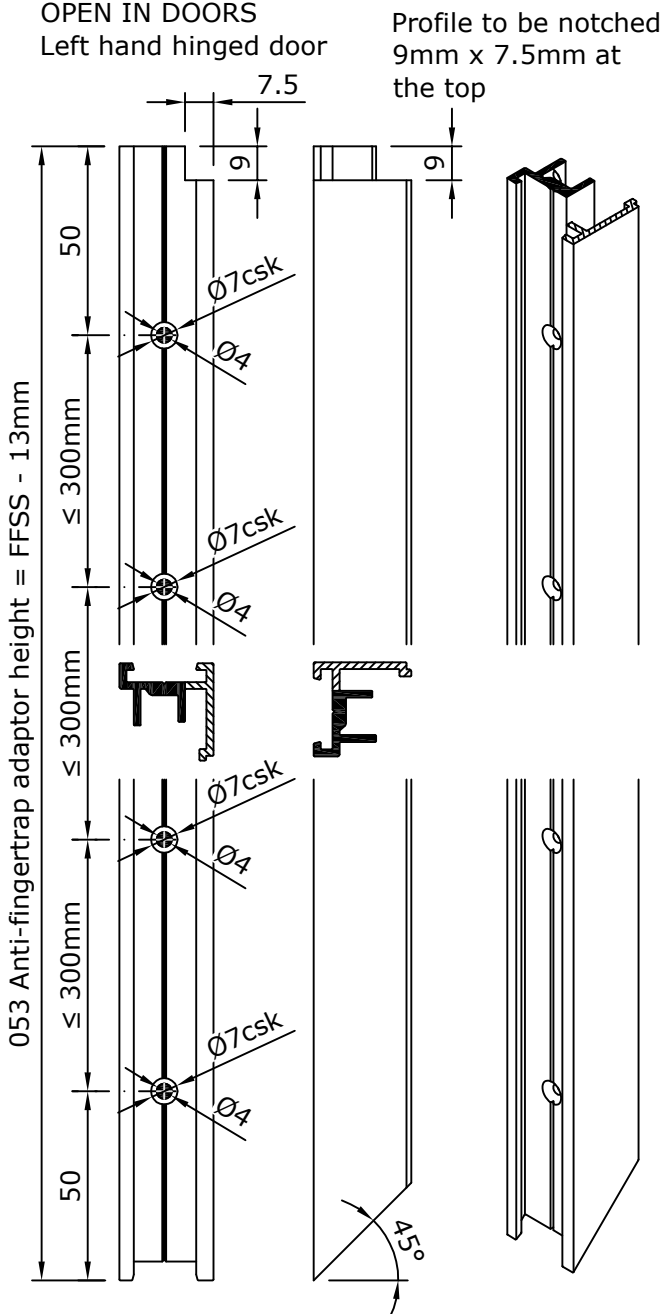 OPEN IN DOORS
Left hand hinged door
Profile to be notched
9mm x 7.5mm at
the top
7.5
9
9
50
Ø7csk
Ø4
≤ 300mm
Ø7csk
Ø4
053 Anti-fingertrap adaptor height = FFSS - 13mm
≤ 300mm
Ø7csk
Ø4
≤ 300mm
Ø7csk
Ø4
50
45°